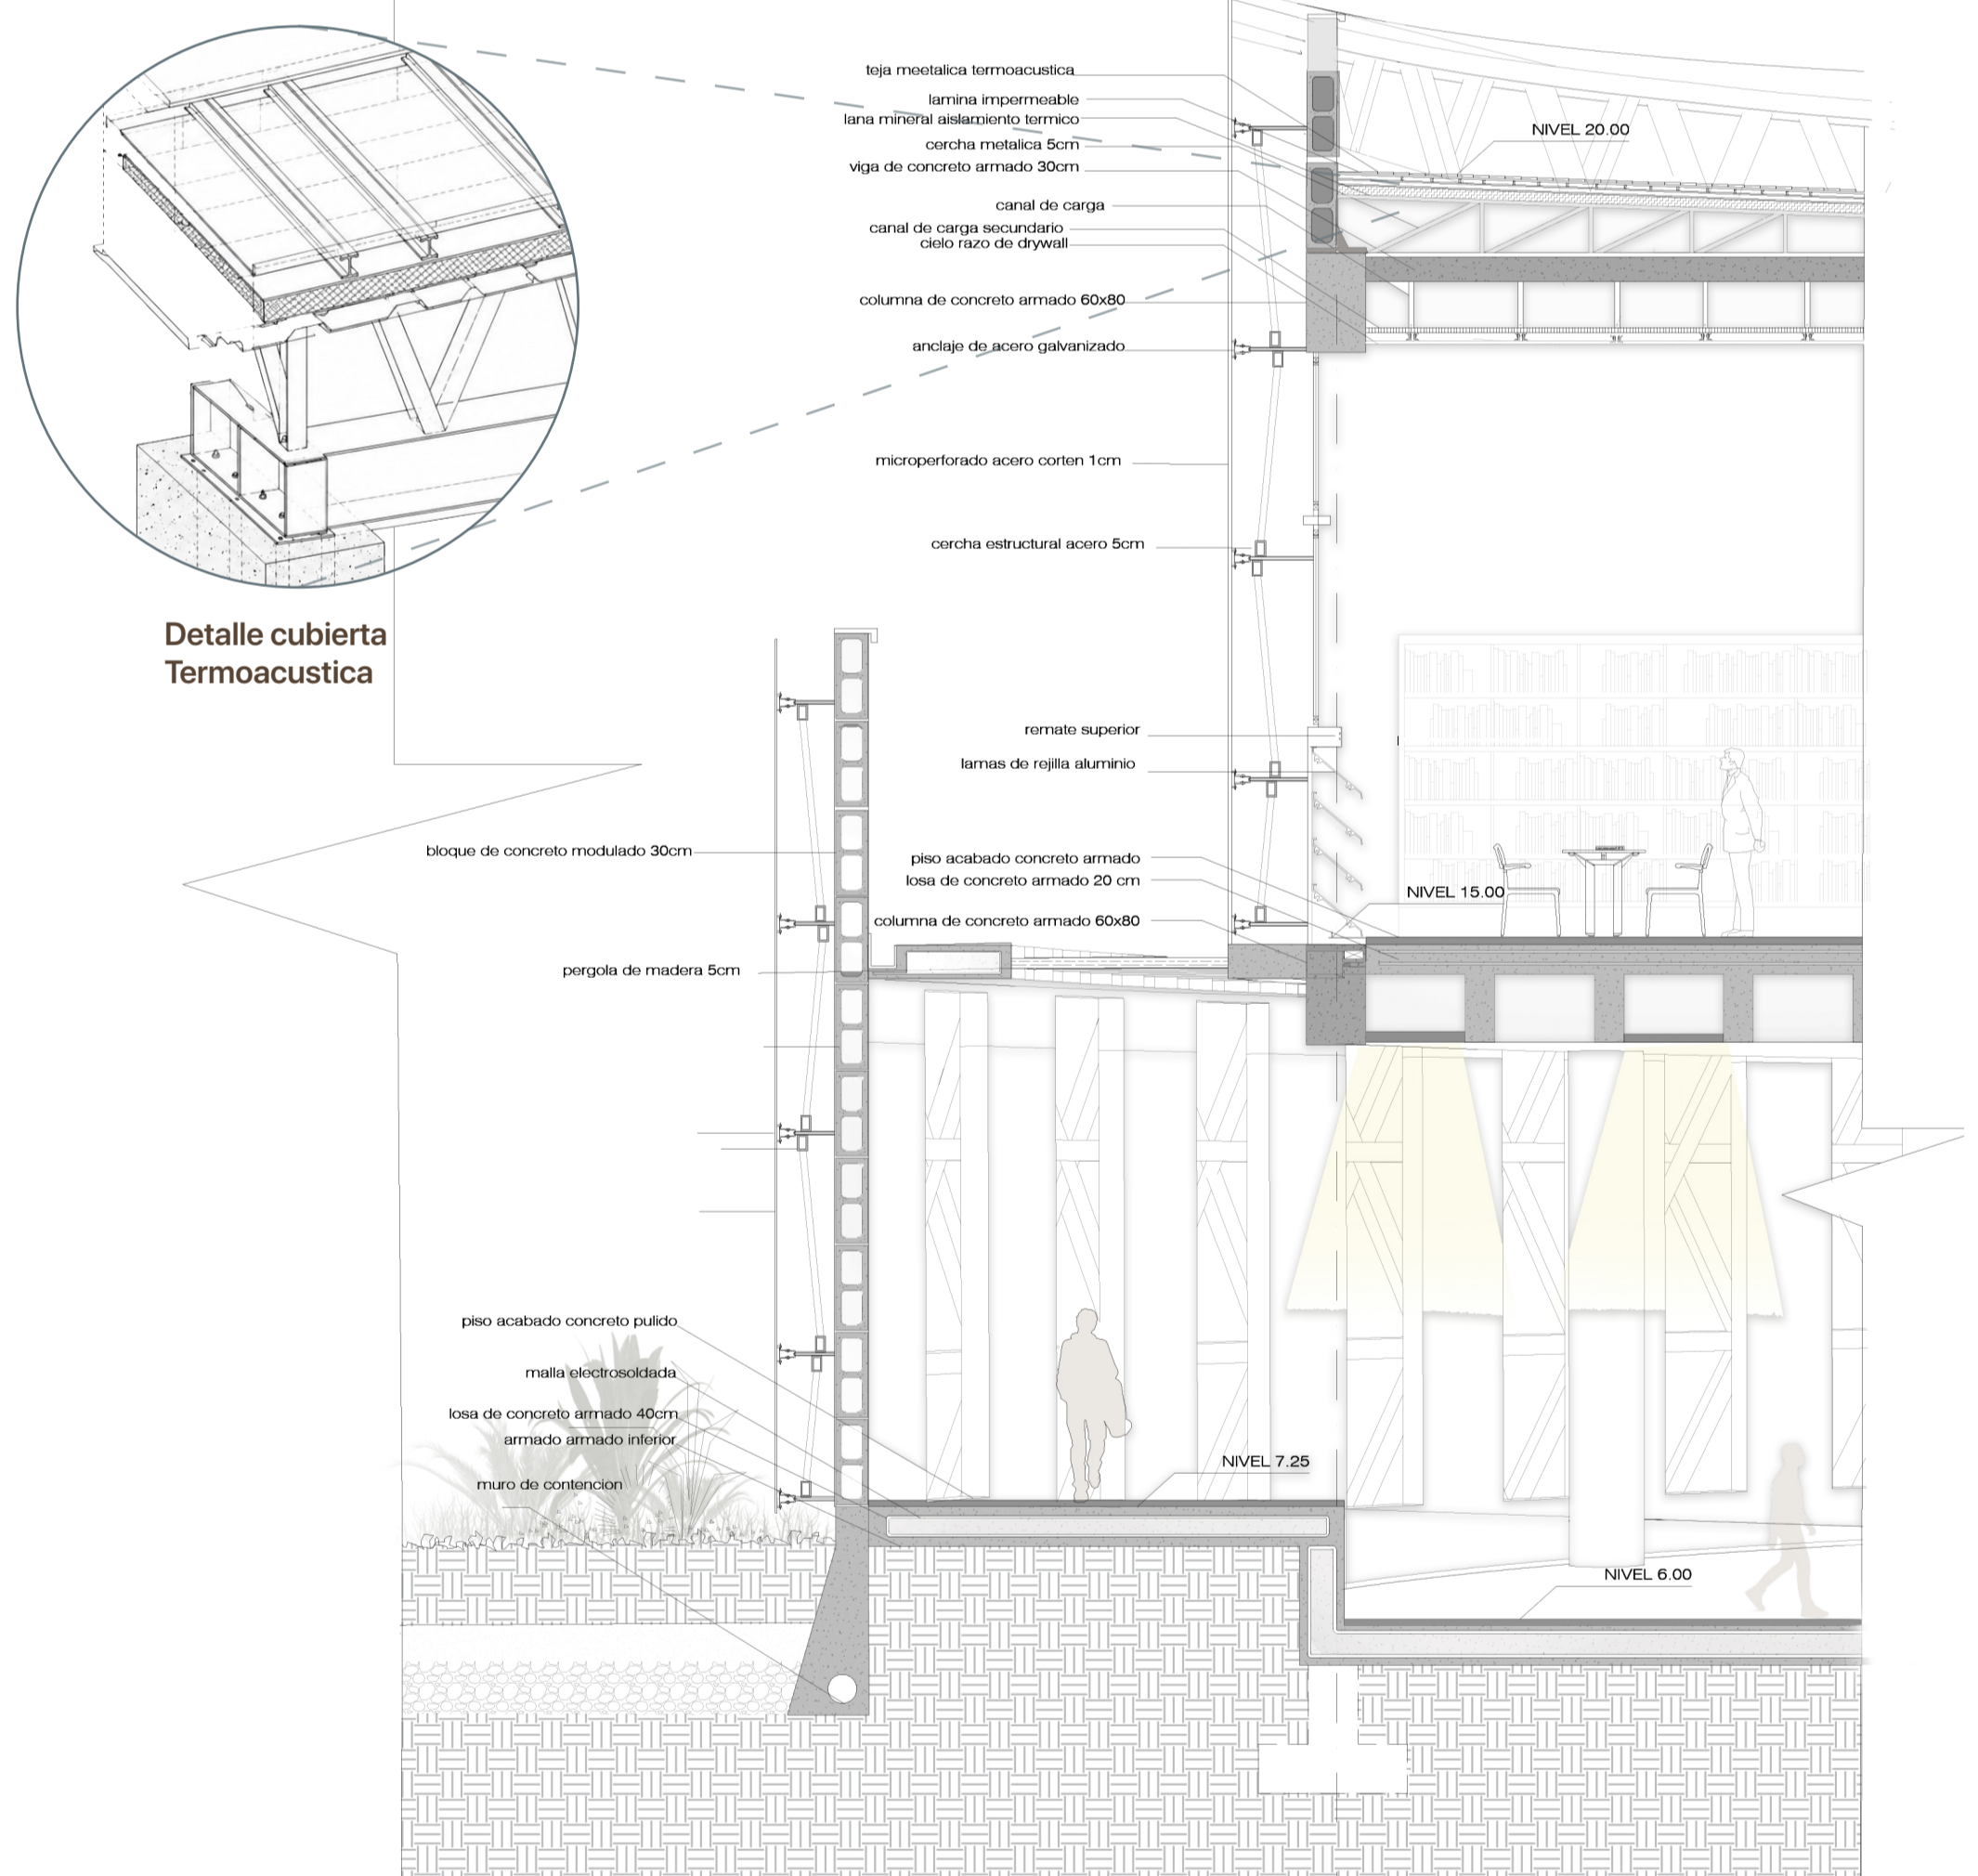 teja meetalica termoacustica
lamina impermeable
lana mineral aislamiento termico
cercha metalica 5cm
viga de concreto armado 30cm
canal de carga
canal de carga secundario
cielo razo de drywall
columna de concreto armado 60x80
anclaje de acero galvanizado
microperforado acero corten 1cm
cercha estructural acero 5cm
NIVEL 20.00
Detalle cubierta
Termoacustica
remate superior
lamas de rejilla aluminio
bloque de concreto modulado 30cm
piso acabado concreto armado
losa de concreto armado 20 cm
columna de concreto armado 60x80
NIVEL 15.00
pergola de madera 5cm
piso acabado concreto pulido
malla electrosoldada
losa de concreto armado 40cm
armado armado inferior
muro de contencion
NIVEL 7.25
NIVEL 6.00